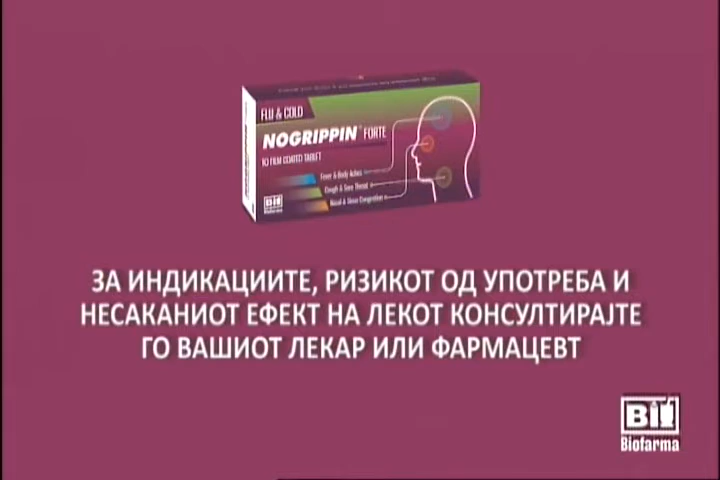 FLU & COLD
NOGRIPPIN FORTE
10 FILM COATED TABLET
Fever & Body Aches
Cough & Sore Throat
Nasal & Sinus Congestion
Biofarma
ЗА ИНДИКАЦИИТЕ, РИЗИКОТ ОД УПОТРЕБА И
НЕСАКАНИОТ ЕФЕКТ НА ЛЕКОТ КОНСУЛТИРАЈТЕ
ГО ВАШИОТ ЛЕКАР ИЛИ ФАРМАЦЕВТ
Biofarma